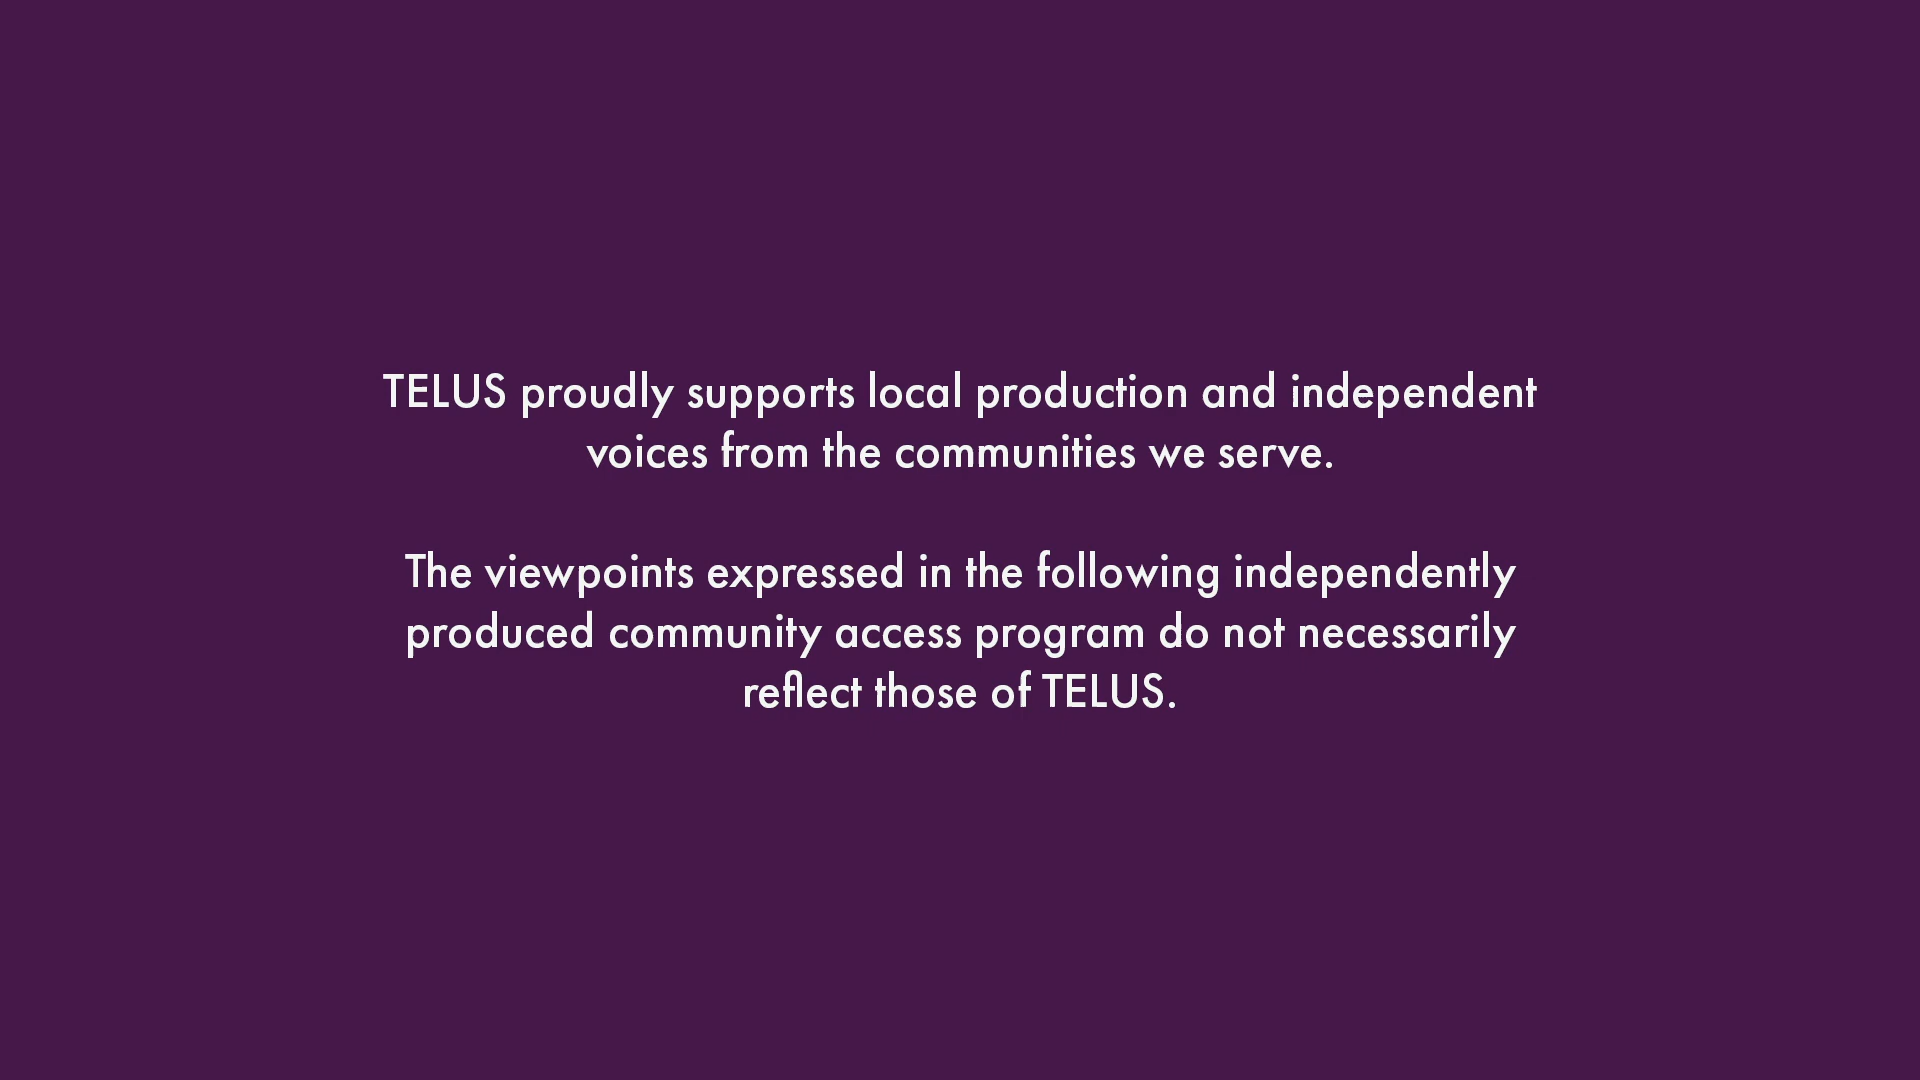 TELUS proudly supports local production and independent
voices from the communities we serve.
The viewpoints expressed in the following independently
produced community access program do not necessarily
reflect those of TELUS.